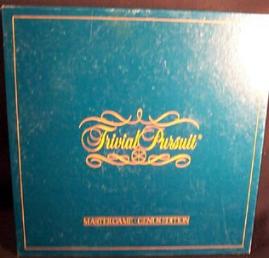 Trivial Pursuit®
MASTER GAME - GENUS EDITION